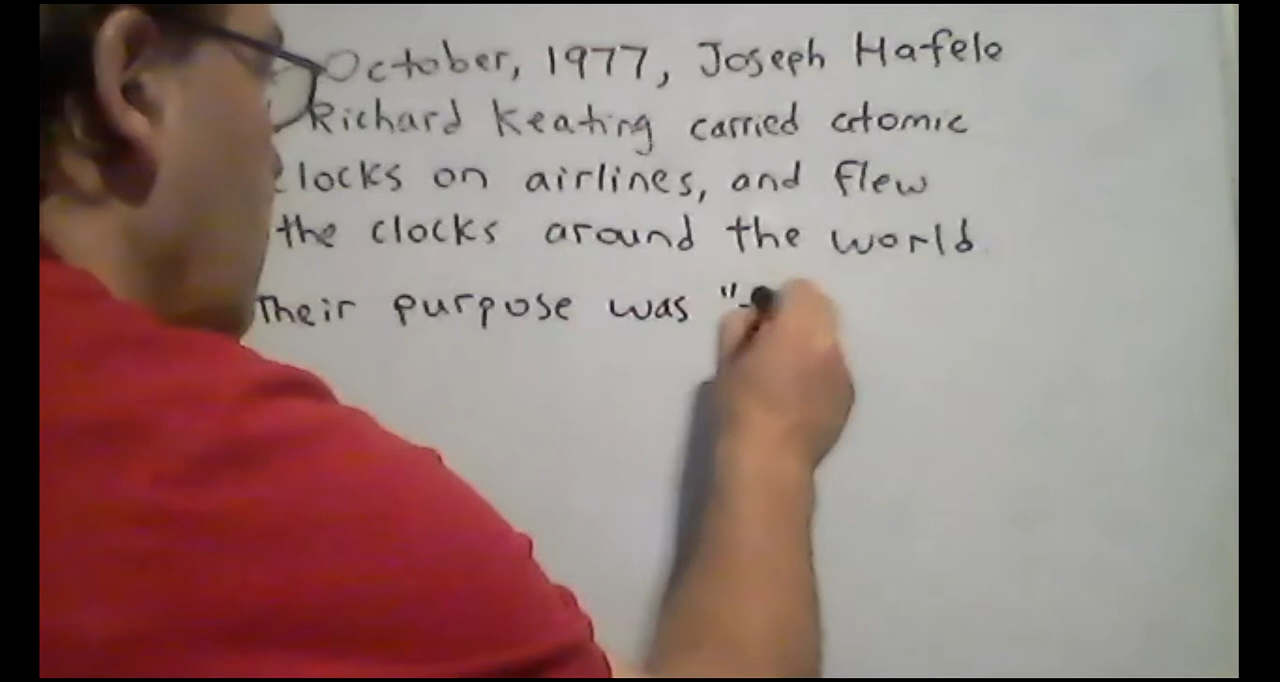 October, 1977, Joseph Hafele
Richard Keating carried atomic
clocks on airlines, and flew
the clocks around the world.
Their purpose was "